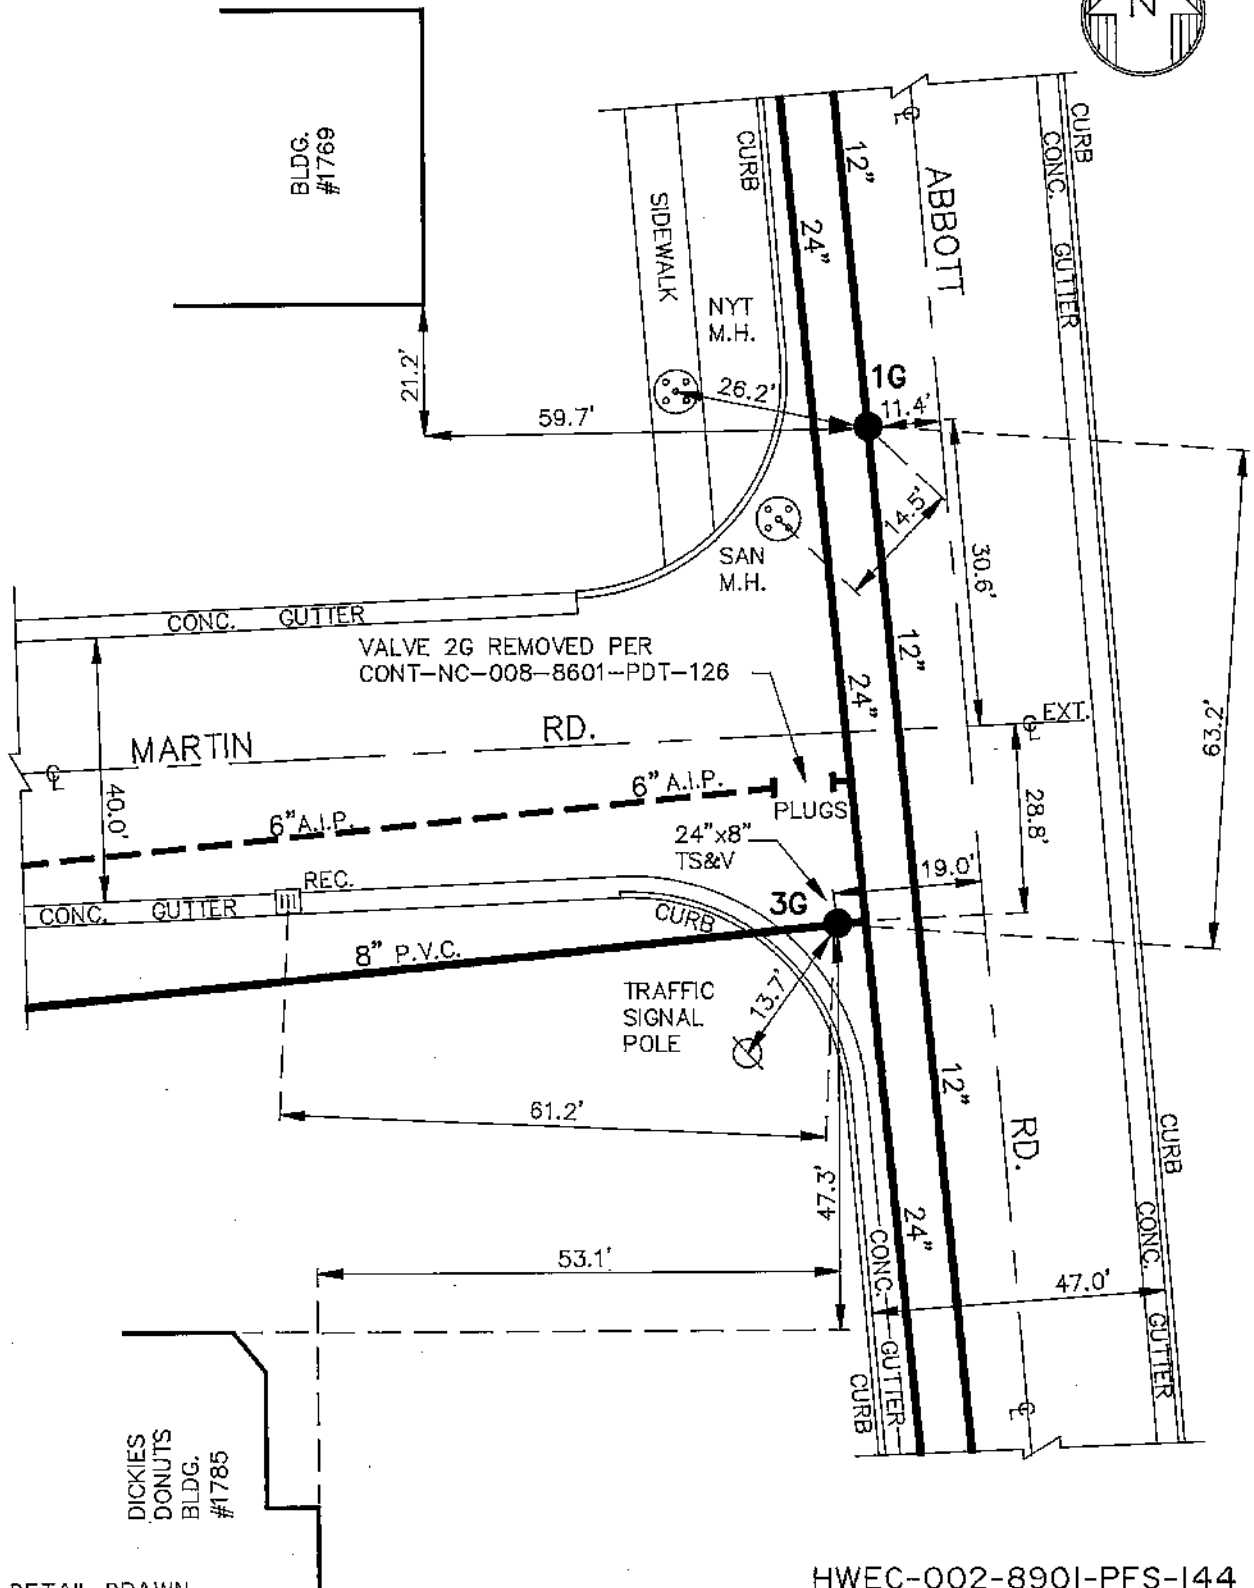 N
BLDG.
#1769
CURB
12"
℄
ABBOTT
CURB
CONC. GUTTER
24"
SIDEWALK
NYT
M.H.
21.2'
59.7'
26.2'
1G
11.4'
14.5'
SAN
M.H.
30.6'
63.2'
CONC. GUTTER
VALVE 2G REMOVED PER
CONT-NC-008-8601-PDT-126
12"
24"
MARTIN RD.
℄
℄ EXT.
40.0'
6" A.I.P.
6" A.I.P.
PLUGS
28.8'
24"x8"
TS&V
19.0'
REC.
CONC. GUTTER
CURB
3G
8" P.V.C.
TRAFFIC
SIGNAL
POLE
13.7'
12"
61.2'
RD.
CURB
47.3'
24"
CONC. GUTTER
53.1'
47.0'
CONC. GUTTER
CURB
℄
DICKIES
DONUTS
BLDG.
#1785
DETAIL DRAWN
HWEC-002-8901-PFS-144